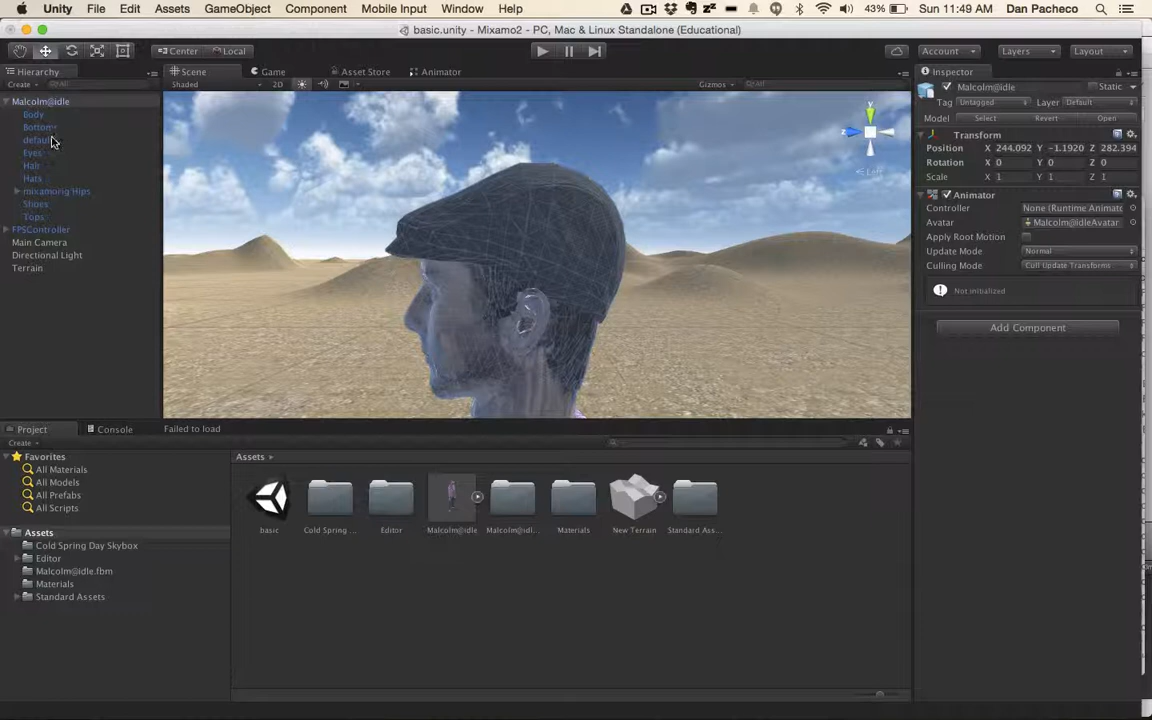 Unity File Edit Assets GameObject Component Mobile Input Window Help 43% Sun 11:49 AM Dan Pacheco
basic.unity - Mixamo2 - PC, Mac & Linux Standalone (Educational)
Center Local Account Layers Layout
Hierarchy Scene Game Asset Store Animator Inspector
Create All Shaded 2D Gizmos All
Malcolm@idle
Body
Bottoms
default
Eyes
Hair
Hats
mixamorig:Hips
Shoes
Tops
FPSController
Main Camera
Directional Light
Terrain
Y
Z
Left
Malcolm@idle Static
Tag Untagged Layer Default
Model Select Revert Open
Transform
Position X 244.092 Y -1.1920 Z 282.394
Rotation X 0 Y 0 Z 0
Scale X 1 Y 1 Z 1
Animator
Controller None (Runtime Animat
Avatar Malcolm@idleAvatar
Apply Root Motion
Update Mode Normal
Culling Mode Cull Update Transforms
Not initialized
Add Component
Project Console Failed to load
Create
Favorites
All Materials
All Models
All Prefabs
All Scripts
Assets
Cold Spring Day Skybox
Editor
Malcolm@idle.fbm
Materials
Standard Assets
Assets
basic Cold Spring ... Editor Malcolm@idle Malcolm@idl... Materials New Terrain Standard Ass...